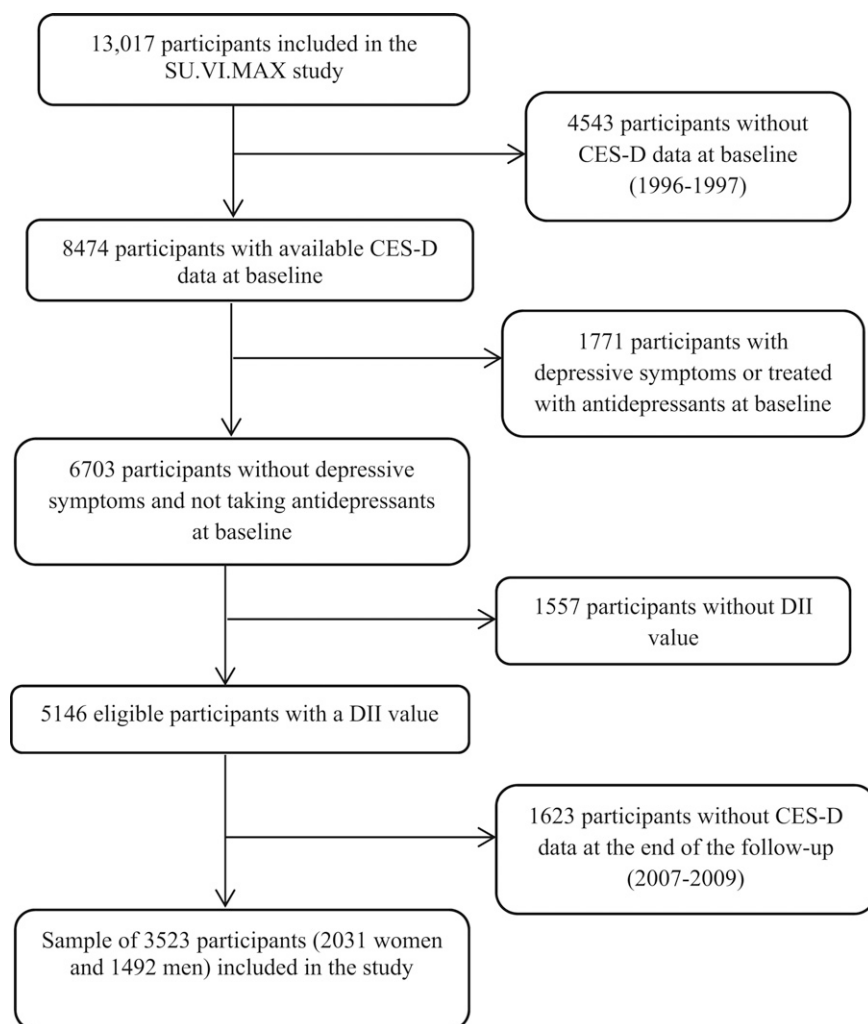 13,017 participants included in the
SU.VI.MAX study
4543 participants without
CES-D data at baseline
(1996-1997)
8474 participants with available CES-D
data at baseline
1771 participants with
depressive symptoms or treated
with antidepressants at baseline
6703 participants without depressive
symptoms and not taking antidepressants
at baseline
1557 participants without DII
value
5146 eligible participants with a DII value
1623 participants without CES-D
data at the end of the follow-up
(2007-2009)
Sample of 3523 participants (2031 women
and 1492 men) included in the study